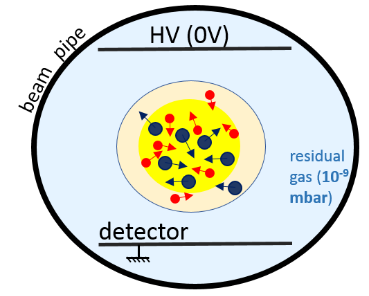 HV (0V)
beam pipe
residual
gas (10⁻⁹
mbar)
detector